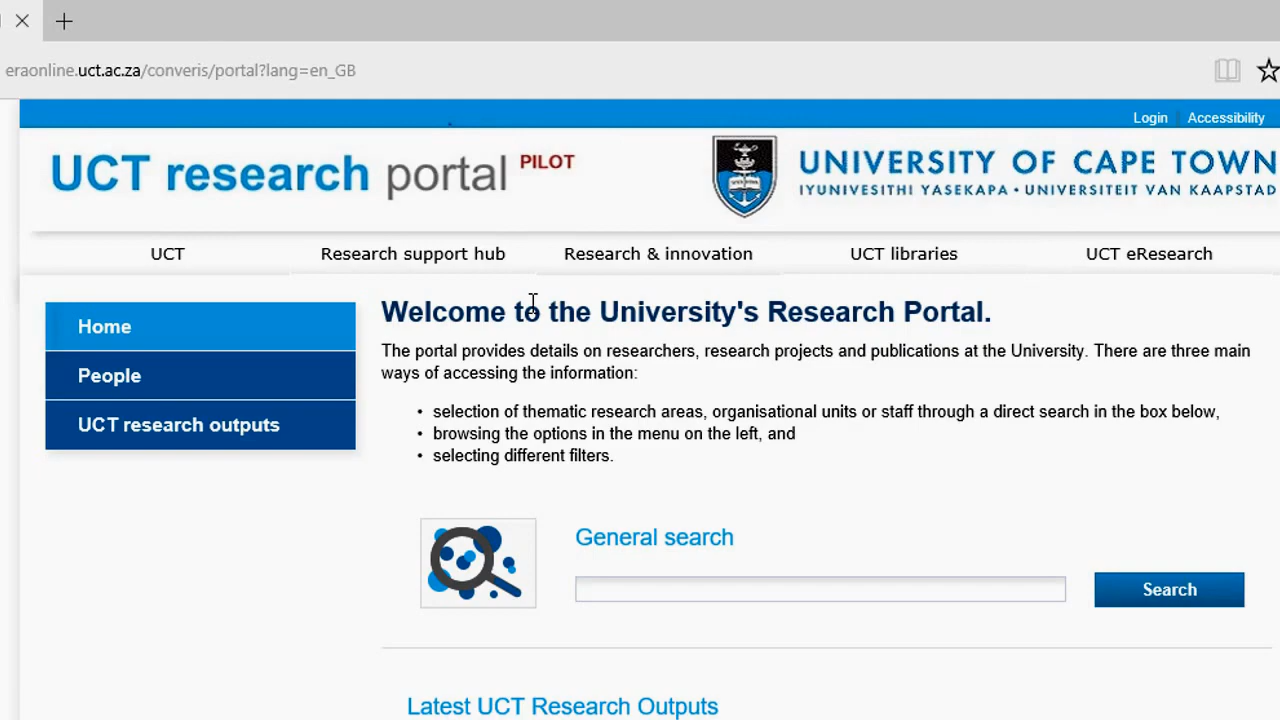 eraonline.uct.ac.za/converis/portal?lang=en_GB
Login Accessibility
UCT research portal PILOT
UNIVERSITY OF CAPE TOWN
IYUNIVESITHI YASEKAPA • UNIVERSITEIT VAN KAAPSTAD
UCT Research support hub Research & innovation UCT libraries UCT eResearch
Home
People
UCT research outputs
Welcome to the University's Research Portal.
The portal provides details on researchers, research projects and publications at the University. There are three main
ways of accessing the information:
• selection of thematic research areas, organisational units or staff through a direct search in the box below,
• browsing the options in the menu on the left, and
• selecting different filters.
General search
Search
Latest UCT Research Outputs